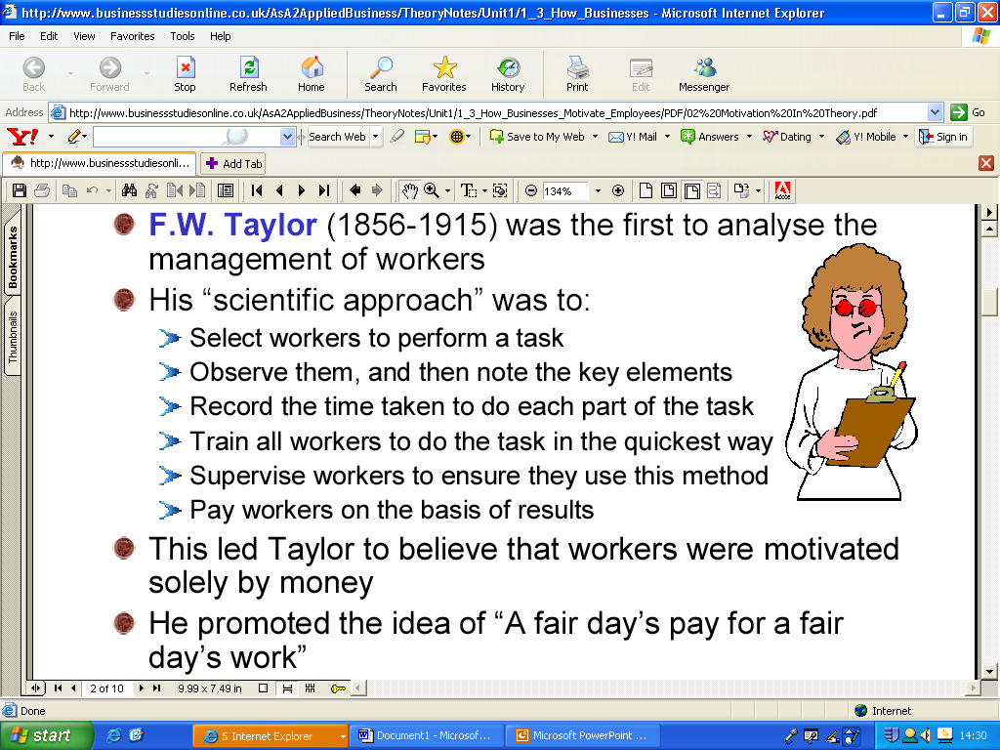 http://www.businessstudiesonline.co.uk/AsA2AppliedBusiness/TheoryNotes/Unit1/1_3_How_Businesses - Microsoft Internet Explorer
File Edit View Favorites Tools Help
Back Forward Stop Refresh Home Search Favorites History Print Edit Messenger
Address http://www.businessstudiesonline.co.uk/AsA2AppliedBusiness/TheoryNotes/Unit1/1_3_How_Businesses_Motivate_Employees/PDF/02%20Motivation%20In%20Theory.pdf Go
Y! Search Web Save to My Web Y! Mail Answers Dating Y! Mobile Sign in
http://www.businessstudiesonli... Add Tab
134%
Bookmarks
Thumbnails
F.W. Taylor (1856-1915) was the first to analyse the
management of workers
His “scientific approach” was to:
Select workers to perform a task
Observe them, and then note the key elements
Record the time taken to do each part of the task
Train all workers to do the task in the quickest way
Supervise workers to ensure they use this method
Pay workers on the basis of results
This led Taylor to believe that workers were motivated
solely by money
He promoted the idea of “A fair day’s pay for a fair
day’s work”
2 of 10 9.99 x 7.49 in
Done Internet
start 5 Internet Explorer Document1 - Microsof... Microsoft PowerPoint ... 14:30